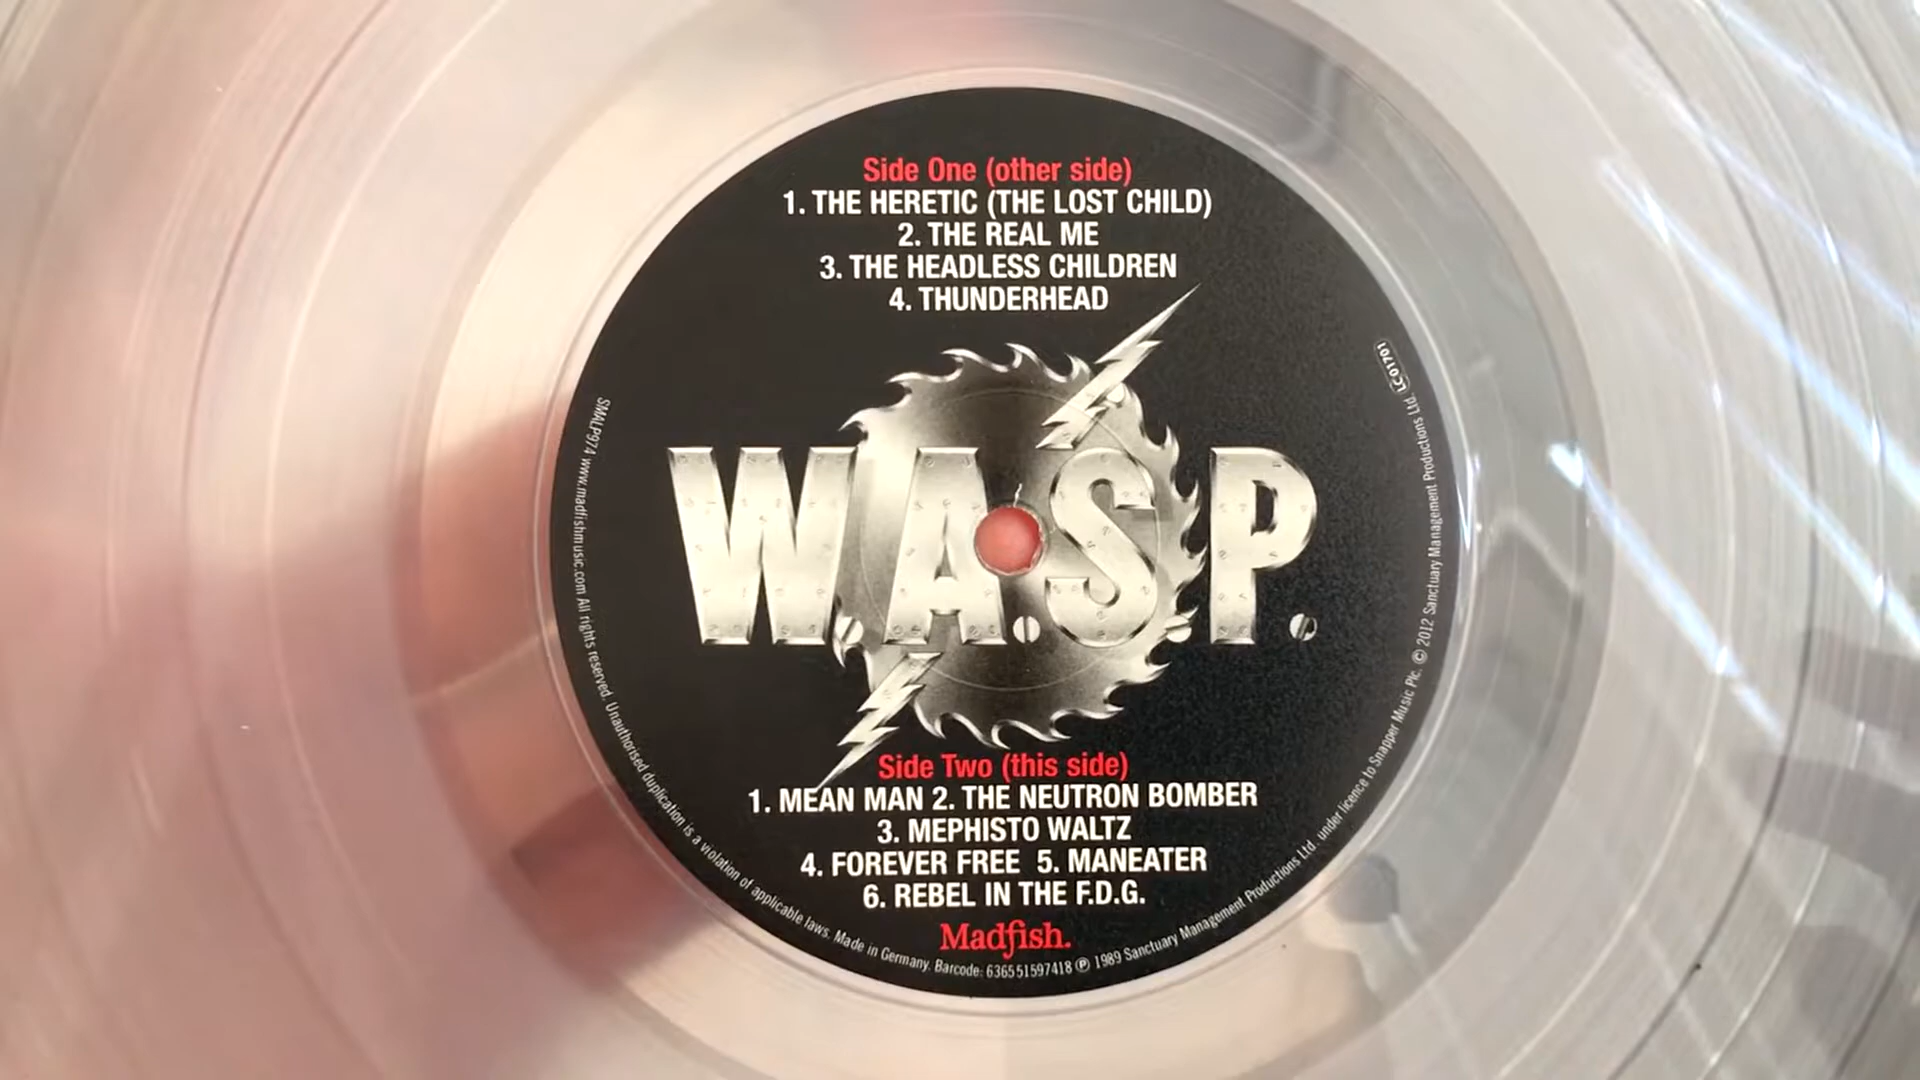 Side One (other side)
1. THE HERETIC (THE LOST CHILD)
2. THE REAL ME
3. THE HEADLESS CHILDREN
4. THUNDERHEAD
W.A.S.P.
Side Two (this side)
1. MEAN MAN 2. THE NEUTRON BOMBER
3. MEPHISTO WALTZ
4. FOREVER FREE 5. MANEATER
6. REBEL IN THE F.D.G.
Madfish.
SMALP974 www.madfishmusic.com All rights reserved. Unauthorised duplication is a violation of applicable laws. Made in Germany. Barcode: 636551597418 ℗ 1989 Sanctuary Management Productions Ltd. under licence to Snapper Music Plc. © 2012 Sanctuary Management Productions Ltd. LC01701